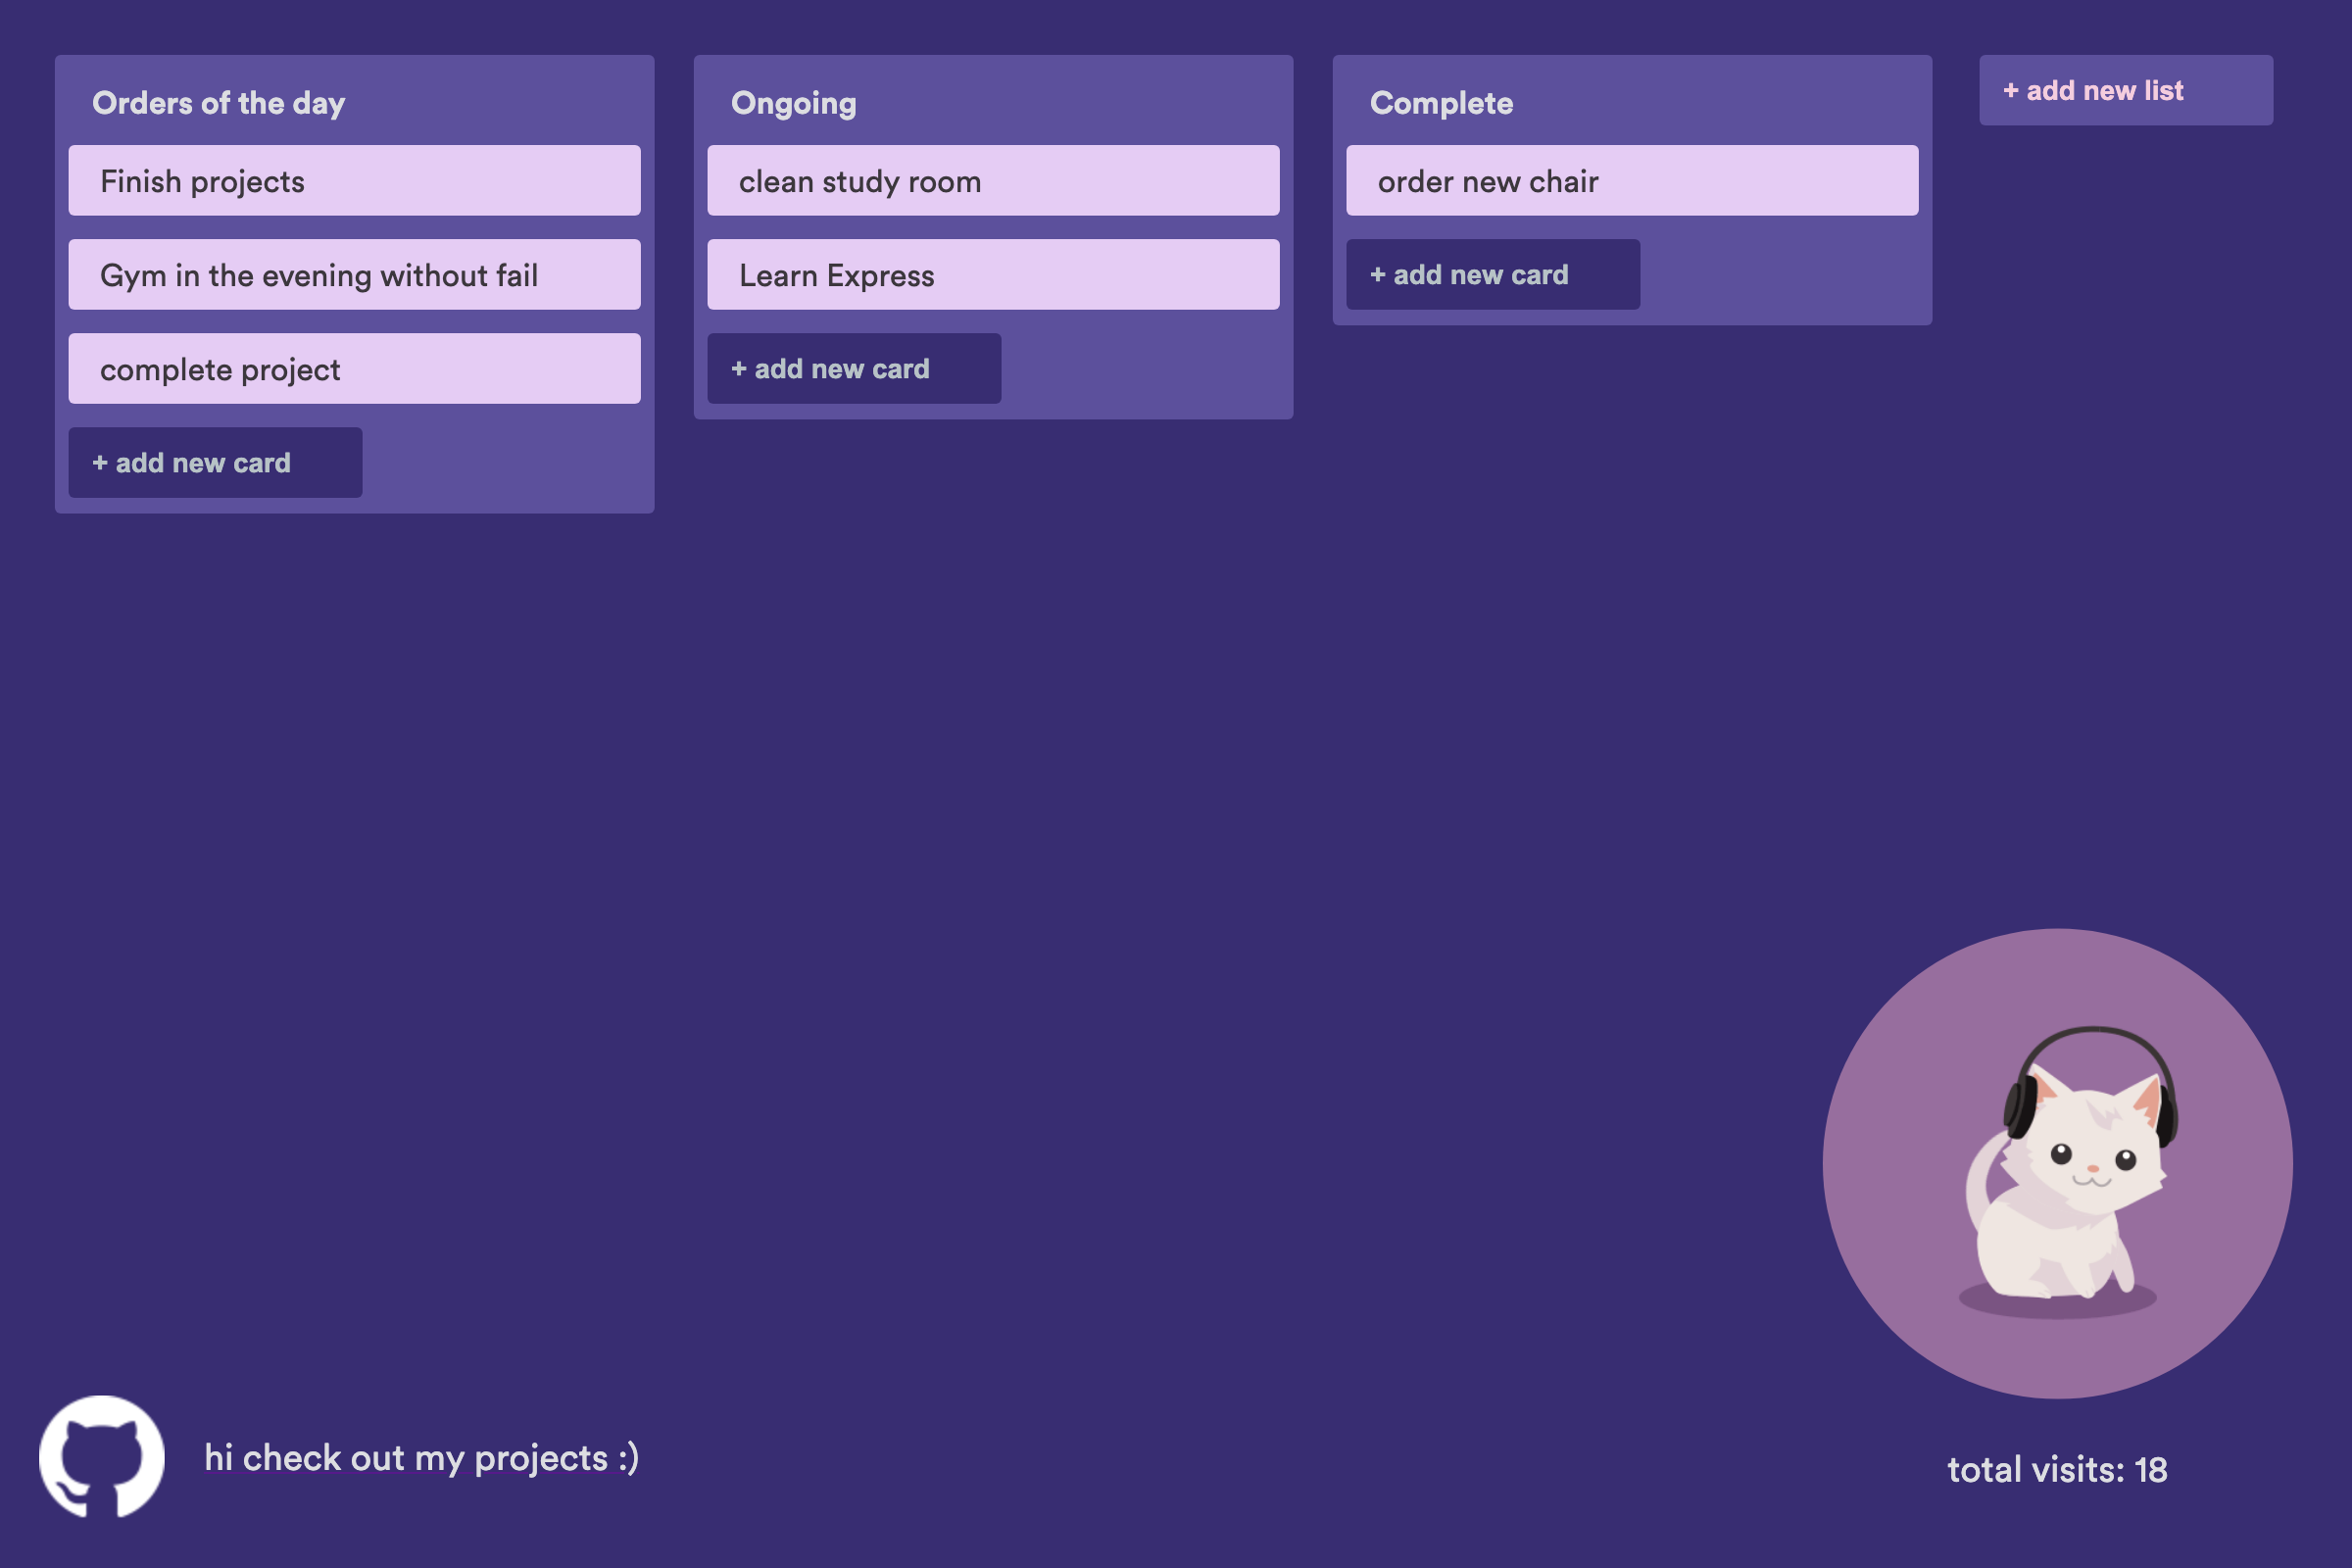 Orders of the day
Finish projects
Gym in the evening without fail
complete project
+ add new card
Ongoing
clean study room
Learn Express
+ add new card
Complete
order new chair
+ add new card
+ add new list
hi check out my projects :)
total visits: 18